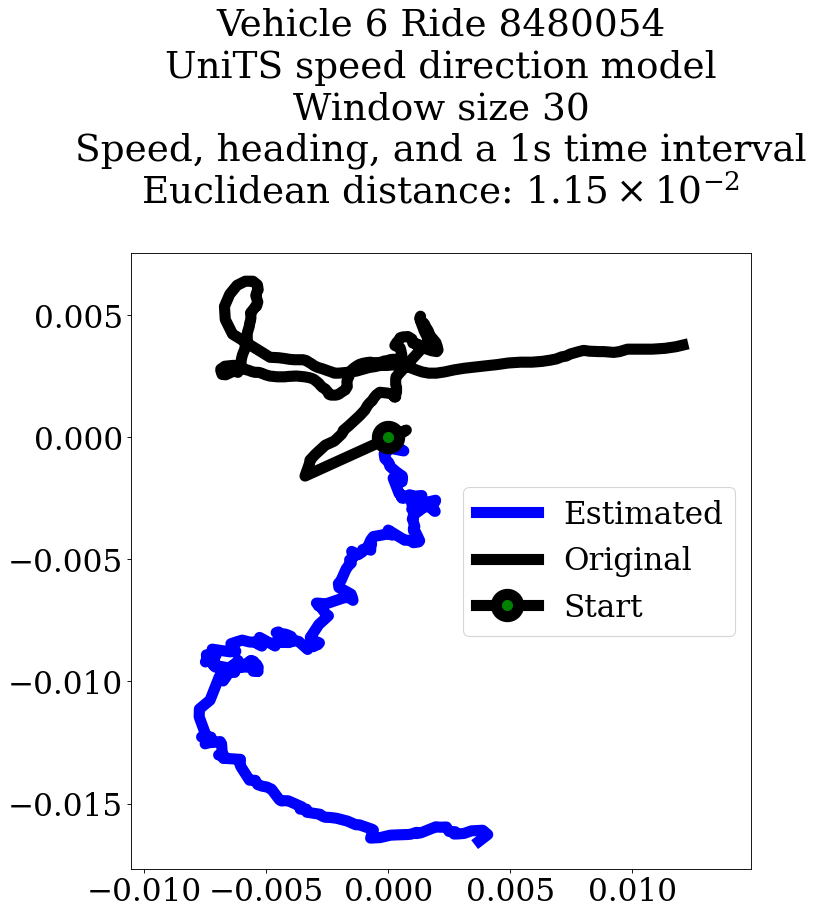 Vehicle 6 Ride 8480054
UniTS speed direction model
Window size 30
Speed, heading, and a 1s time interval
Euclidean distance: 1.15 × 10⁻²
0.005
0.000
−0.005
−0.010
−0.015
Estimated
Original
Start
−0.010 −0.005 0.000 0.005 0.010